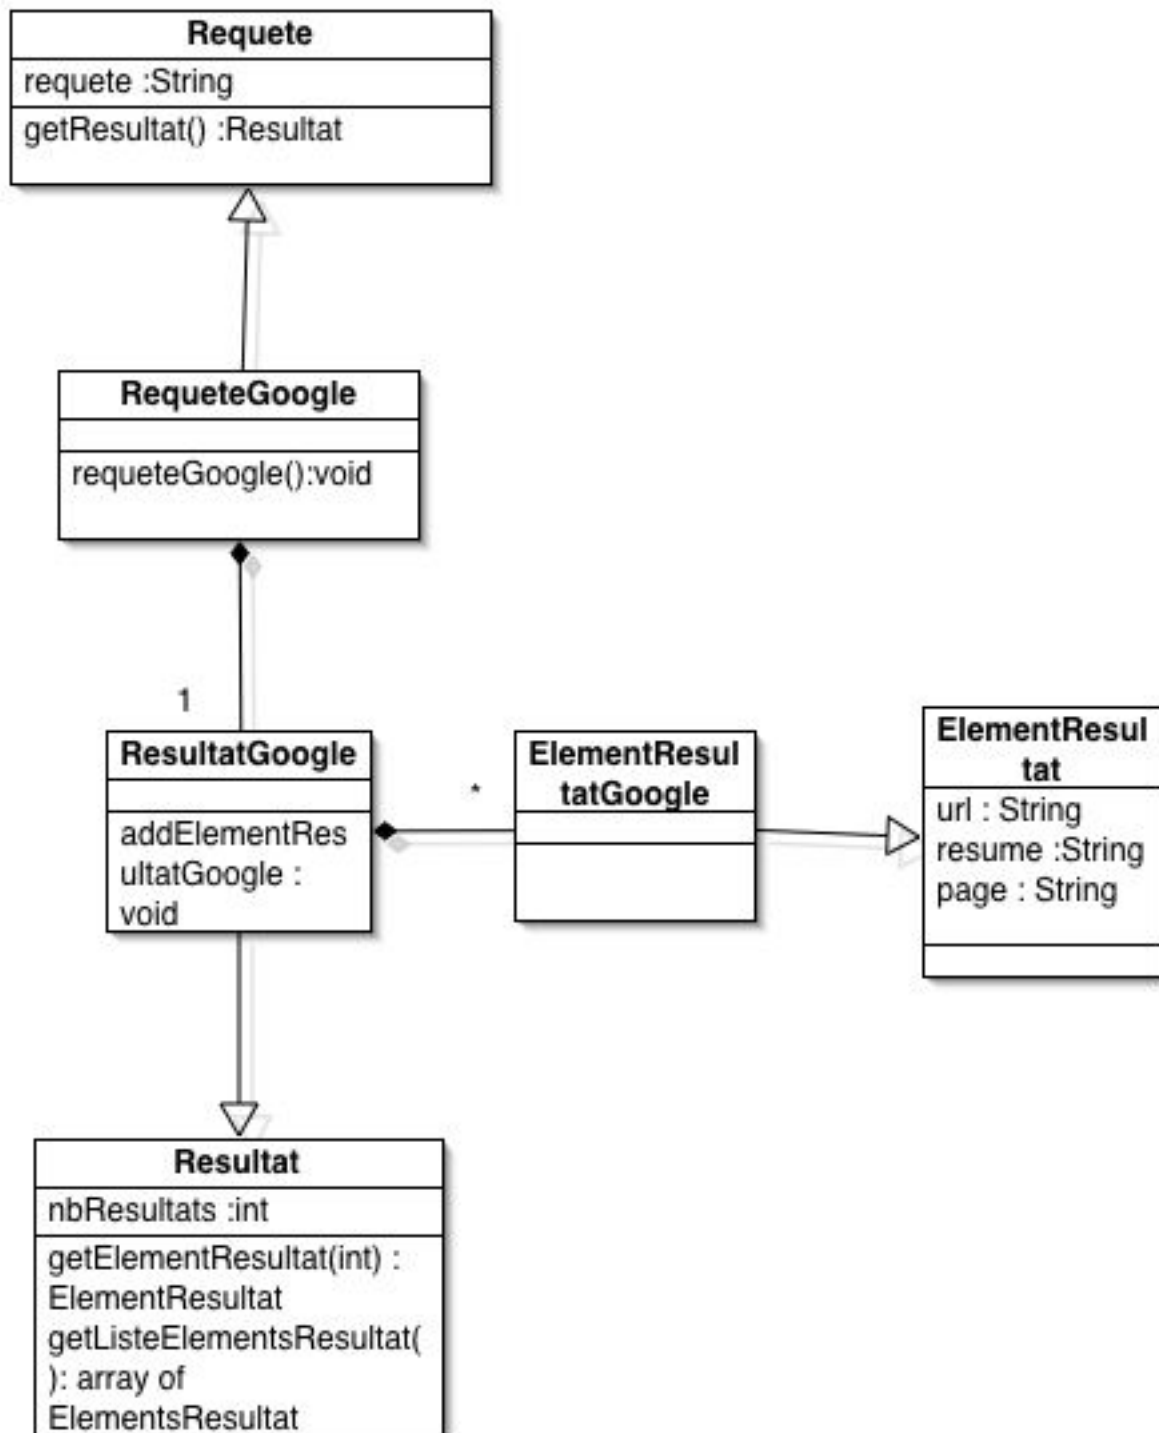 Requete
requete :String
getResultat() :Resultat
RequeteGoogle
requeteGoogle():void
1
ResultatGoogle
addElementRes
ultatGoogle :
void
*
ElementResul
tatGoogle
ElementResul
tat
url : String
resume :String
page : String
Resultat
nbResultats :int
getElementResultat(int) :
ElementResultat
getListeElementsResultat(
): array of
ElementsResultat